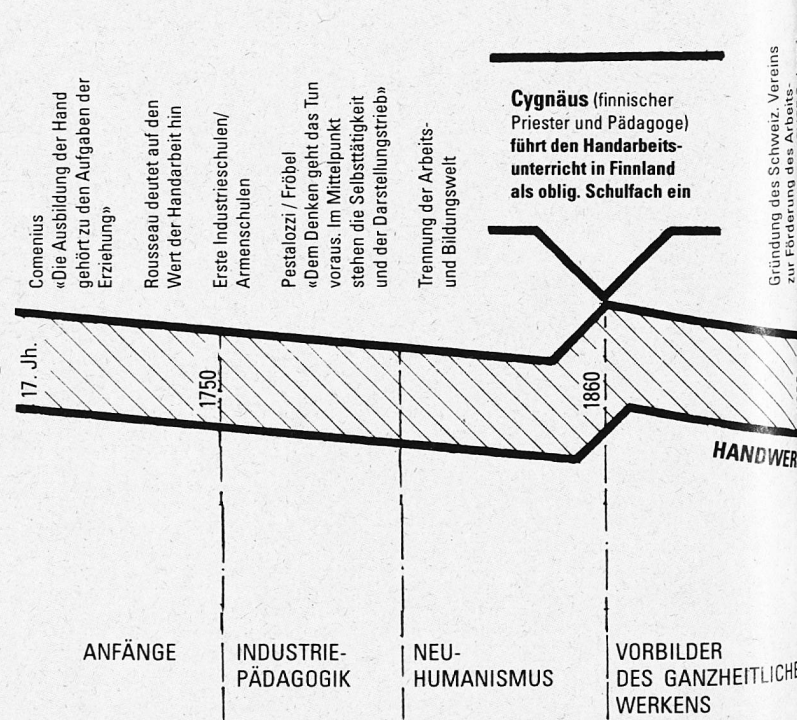 Comenius
«Die Ausbildung der Hand
gehört zu den Aufgaben der
Erziehung»
Rousseau deutet auf den
Wert der Handarbeit hin
Erste Industrieschulen/
Armenschulen
Pestalozzi / Fröbel
«Dem Denken geht das Tun
voraus. Im Mittelpunkt
stehen die Selbsttätigkeit
und der Darstellungstrieb»
Trennung der Arbeits-
und Bildungswelt
Cygnäus (finnischer
Priester und Pädagoge)
führt den Handarbeits-
unterricht in Finnland
als oblig. Schulfach ein
Gründung des Schweiz. Vereins
zur Förderung des Arbeits-
17. Jh.
1750
1860
HANDWER
ANFÄNGE
INDUSTRIE-
PÄDAGOGIK
NEU-
HUMANISMUS
VORBILDER
DES GANZHEITLICHE
WERKENS